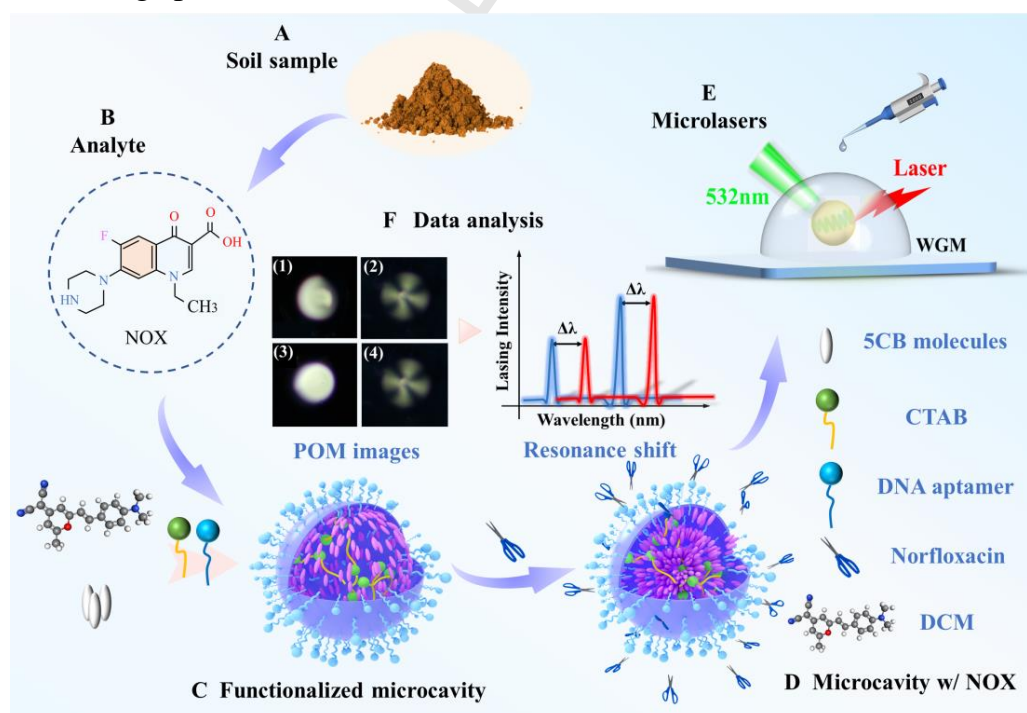 A
Soil sample
B
Analyte
F
O
O
OH
N
N
HN
CH3
NOX
E
Microlasers
532nm
Laser
WGM
F Data analysis
(1)
(2)
(3)
(4)
POM images
Lasing Intensity
Δλ
Δλ
Wavelength (nm)
Resonance shift
5CB molecules
CTAB
DNA aptamer
Norfloxacin
DCM
C Functionalized microcavity
D Microcavity w/ NOX